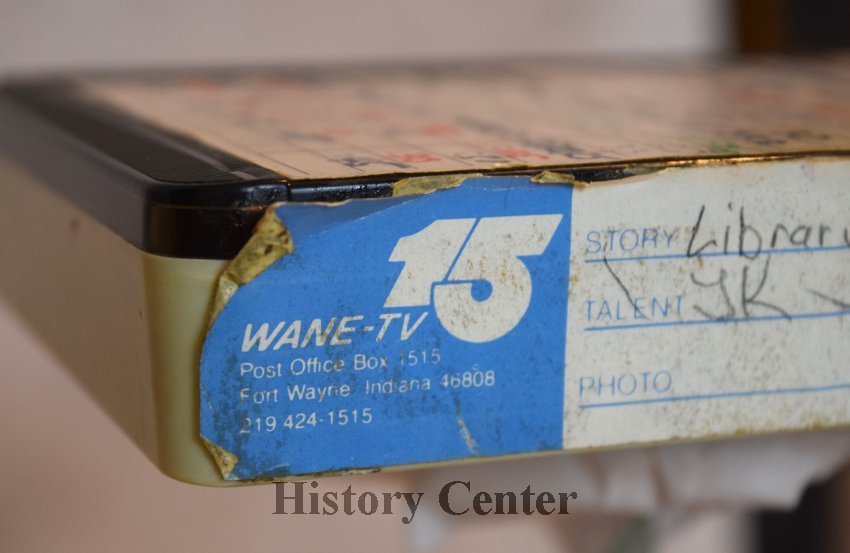 15
WANE-TV
Post Office Box 1515
Fort Wayne, Indiana 46808
219 424-1515
STORY Library
TALENT JK
PHOTO
History Center